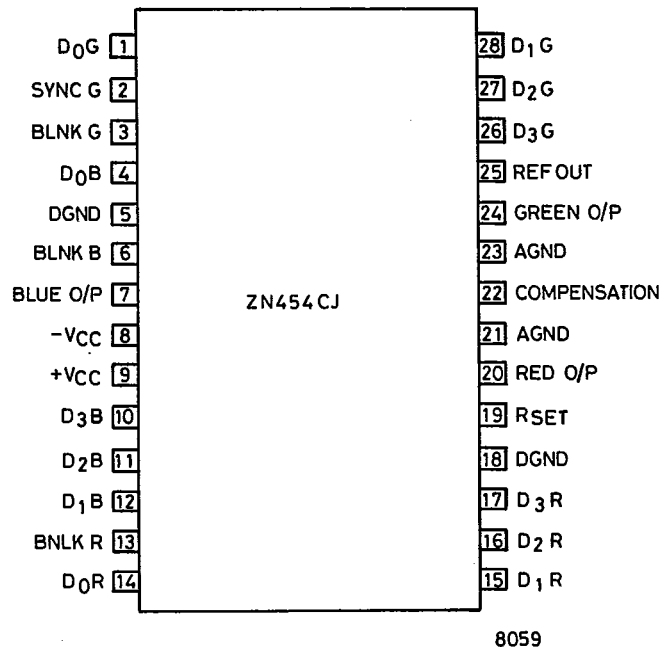 D0G 1
SYNC G 2
BLNK G 3
D0B 4
DGND 5
BLNK B 6
BLUE O/P 7
-VCC 8
+VCC 9
D3B 10
D2B 11
D1B 12
BNLK R 13
D0R 14
ZN454CJ
28 D1G
27 D2G
26 D3G
25 REF OUT
24 GREEN O/P
23 AGND
22 COMPENSATION
21 AGND
20 RED O/P
19 RSET
18 DGND
17 D3R
16 D2R
15 D1R
8059